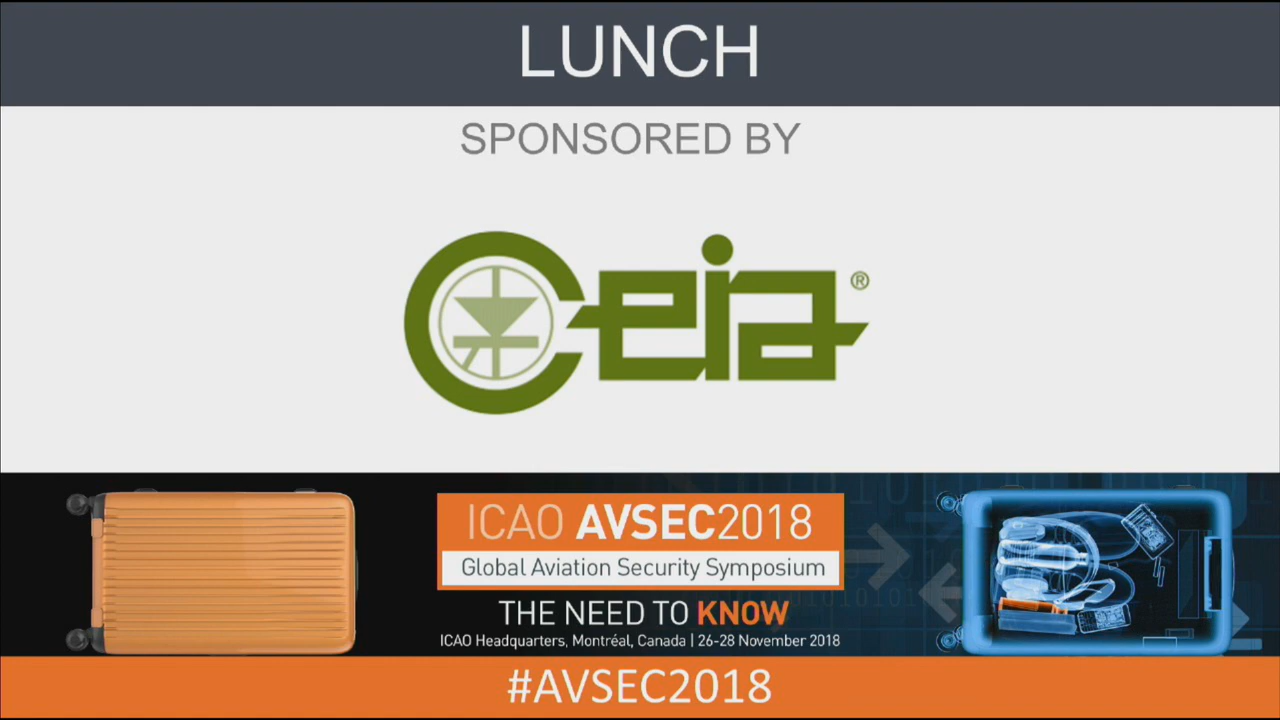 LUNCH
SPONSORED BY
Ceia®
ICAO AVSEC2018
Global Aviation Security Symposium
THE NEED TO KNOW
ICAO Headquarters, Montréal, Canada | 26-28 November 2018
#AVSEC2018